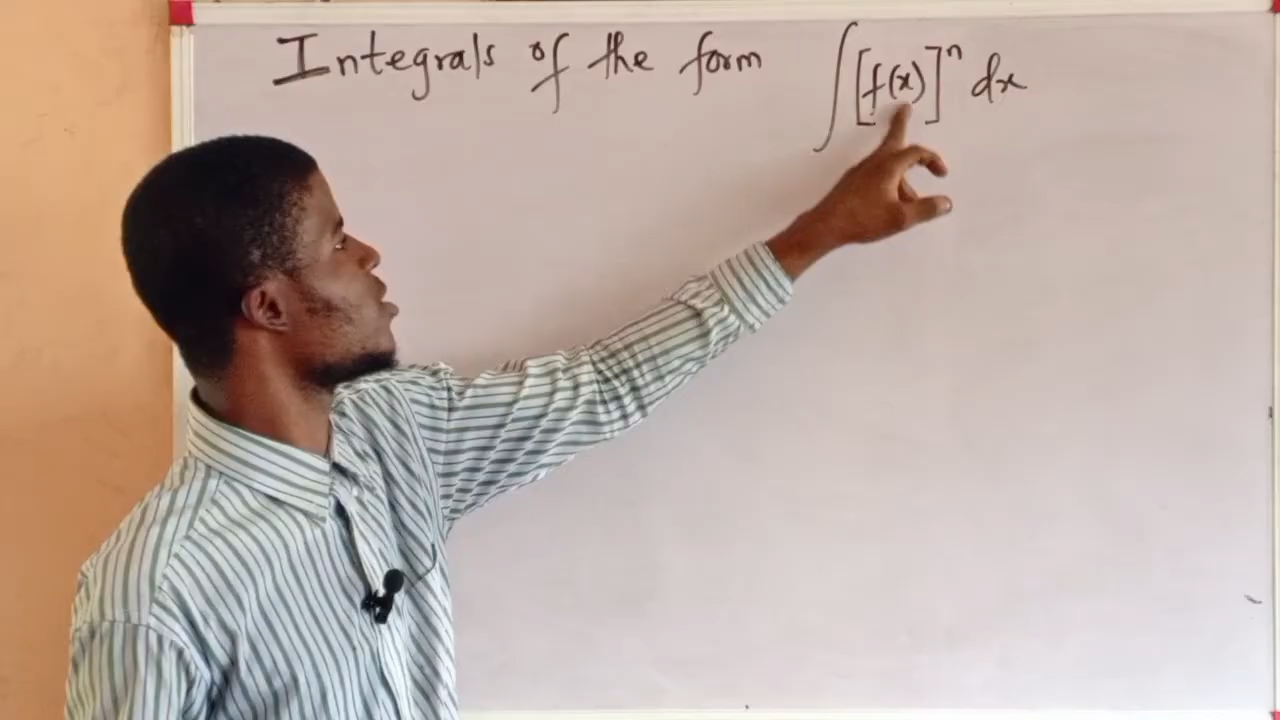 Integrals of the form ∫[f(x)]ⁿ dx